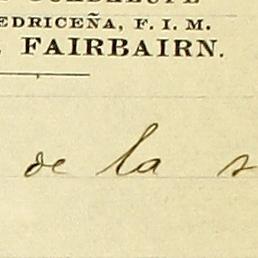 EDRICEÑA, F. I. M.
FAIRBAIRN.
de la